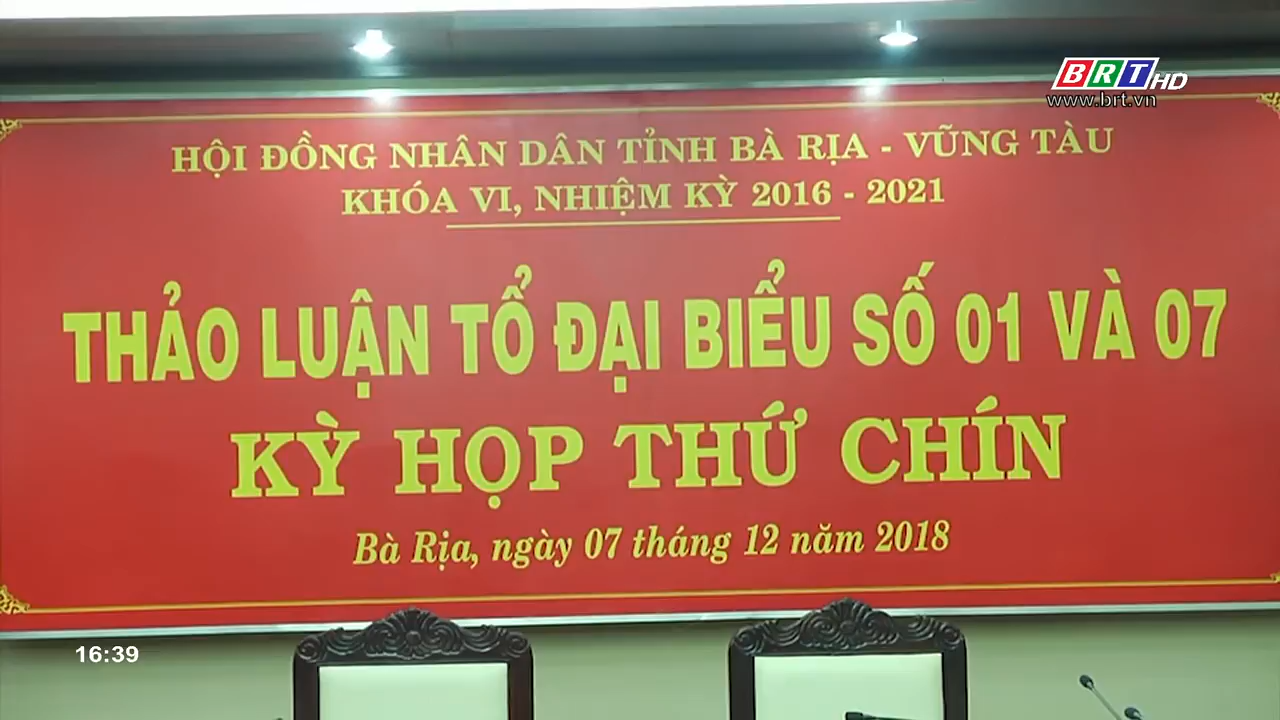 BRT HD
www.brt.vn
HỘI ĐỒNG NHÂN DÂN TỈNH BÀ RỊA - VŨNG TÀU
KHÓA VI, NHIỆM KỲ 2016 - 2021
THẢO LUẬN TỔ ĐẠI BIỂU SỐ 01 VÀ 07
KỲ HỌP THỨ CHÍN
Bà Rịa, ngày 07 tháng 12 năm 2018
16:39